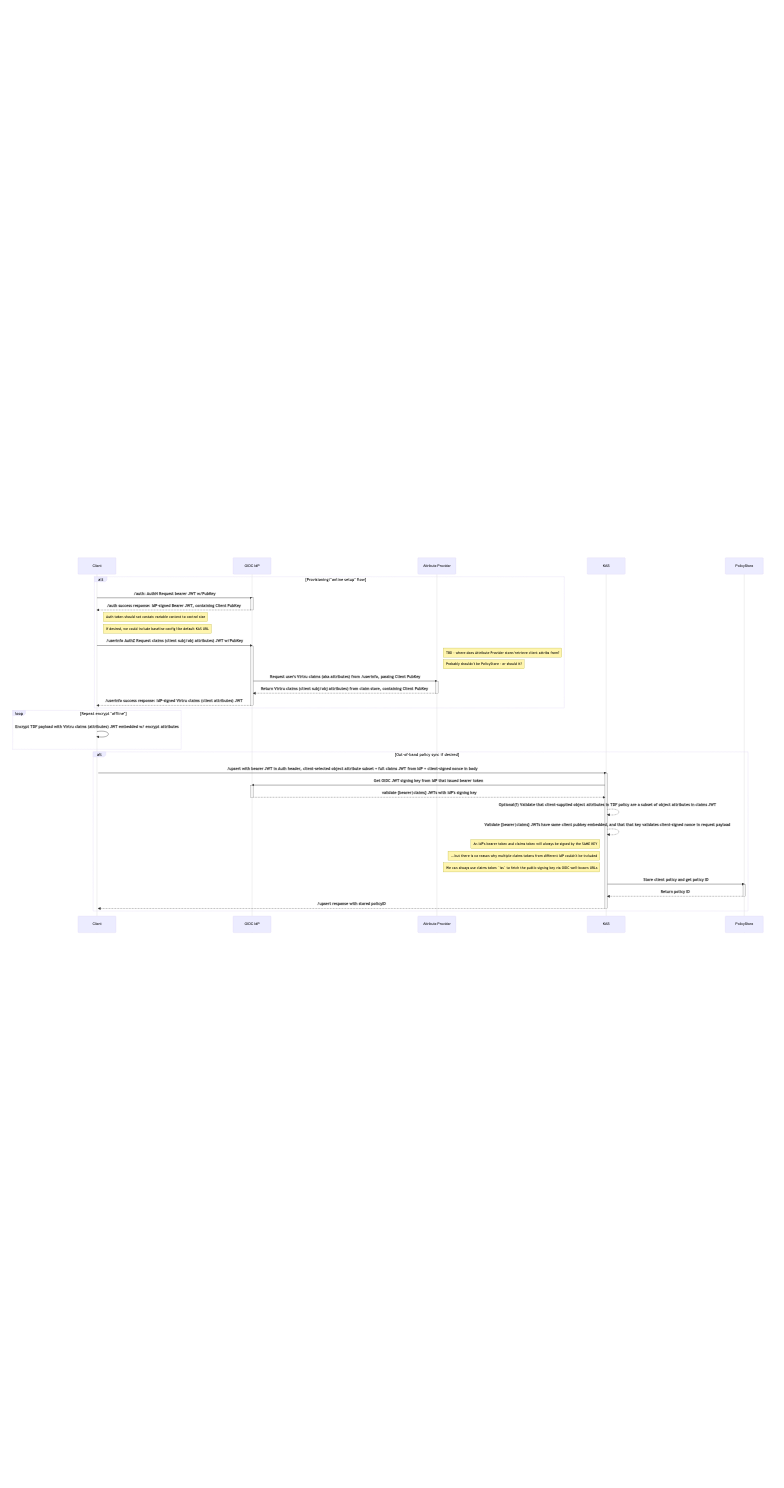 Client
OIDC IdP
Attribute Provider
KAS
PolicyStore
alt
[Provisioning/"online setup" flow]
/auth: AuthN Request bearer JWT w/PubKey
/auth success response: IdP-signed Bearer JWT, containing Client PubKey
Auth token should not contain variable content to control size
If desired, we could include baseline config like default KAS URL
/userinfo AuthZ Request claims (client subj/obj attributes) JWT w/PubKey
TBD - where does Attribute Provider store/retrieve client attribs from?
Probably shouldn't be PolicyStore - or should it?
Request user's Virtru claims (aka attributes) from /userinfo, passing Client PubKey
Return Virtru claims (client subj/obj attributes) from claim store, containing Client PubKey
/userinfo success response: IdP-signed Virtru claims (client attributes) JWT
loop
[Repeat encrypt "offline"]
Encrypt TDF payload with Virtru claims (attributes) JWT embedded w/ encrypt attributes
alt
[Out-of-band policy sync if desired]
/upsert with bearer JWT in Auth header, client-selected object attribute subset + full claims JWT from IdP + client-signed nonce in body
Get OIDC JWT signing key from IdP that issued bearer token
validate [bearer|claims] JWTs with IdP's signing key
Optional(?) Validate that client-supplied object attributes in TDF policy are a subset of object attributes in claims JWT
Validate [bearer|claims] JWTs have same client pubkey embedded, and that that key validates client-signed nonce in request payload
An IdP's bearer token and claims token will always be signed by the SAME KEY
...but there is no reason why multiple claims tokens from different IdP couldn't be included
We can always use claims token `iss` to fetch the public signing key via OIDC well-known URLs
Store client policy and get policy ID
Return policy ID
/upsert response with stored policyID
Client
OIDC IdP
Attribute Provider
KAS
PolicyStore